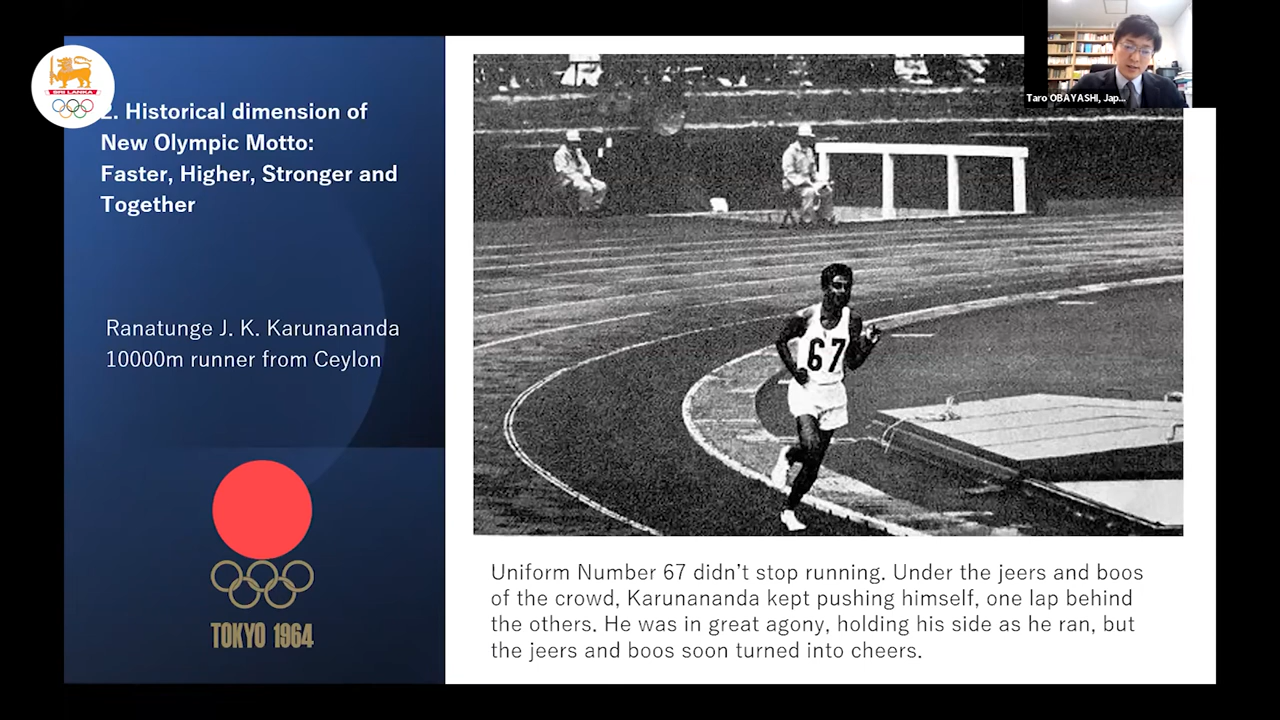 SRI LANKA
2. Historical dimension of
New Olympic Motto:
Faster, Higher, Stronger and
Together
Ranatunge J. K. Karunananda
10000m runner from Ceylon
TOKYO 1964
Taro OBAYASHI, Jap...
67
Uniform Number 67 didn't stop running. Under the jeers and boos
of the crowd, Karunananda kept pushing himself, one lap behind
the others. He was in great agony, holding his side as he ran, but
the jeers and boos soon turned into cheers.